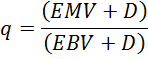 q = (EMV + D) / (EBV + D)